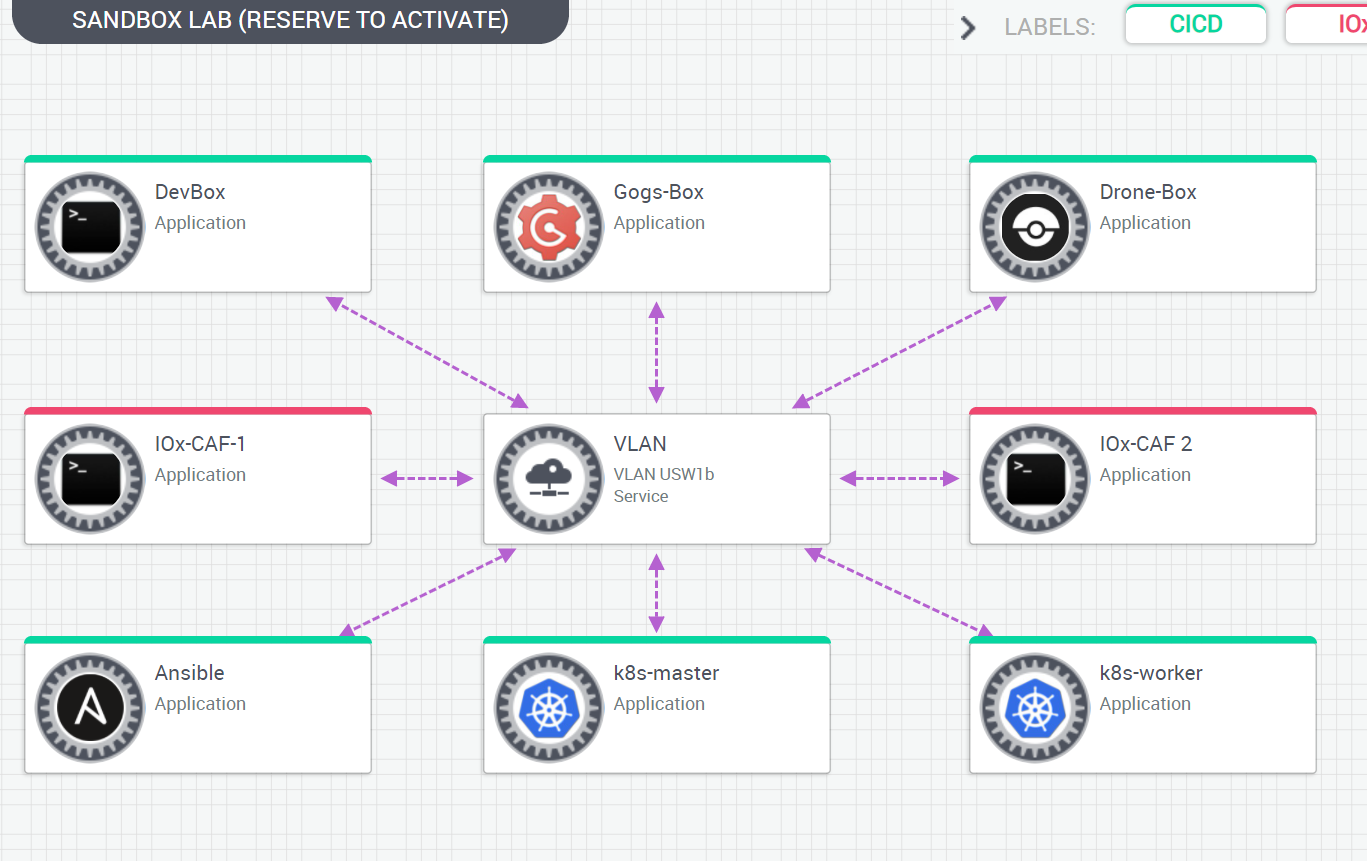 SANDBOX LAB (RESERVE TO ACTIVATE)
LABELS:
CICD
IOx
DevBox
Application
Gogs-Box
Application
Drone-Box
Application
IOx-CAF-1
Application
VLAN
VLAN USW1b
Service
IOx-CAF 2
Application
Ansible
Application
k8s-master
Application
k8s-worker
Application